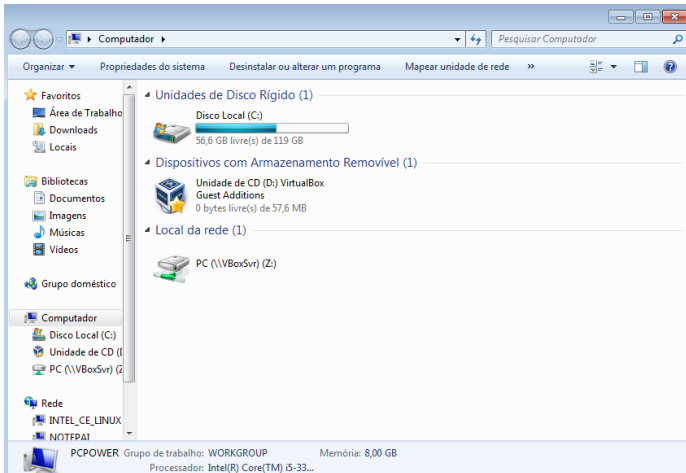 Computador
Pesquisar Computador
Organizar
Propriedades do sistema
Desinstalar ou alterar um programa
Mapear unidade de rede
»
Favoritos
Área de Trabalho
Downloads
Locais
Bibliotecas
Documentos
Imagens
Músicas
Vídeos
Grupo doméstico
Computador
Disco Local (C:)
Unidade de CD (
PC (\\VBoxSvr) (Z
Rede
INTEL_CE_LINUX
NOTEPAI
Unidades de Disco Rígido (1)
Disco Local (C:)
56,6 GB livre(s) de 119 GB
Dispositivos com Armazenamento Removível (1)
Unidade de CD (D:) VirtualBox
Guest Additions
0 bytes livre(s) de 57,6 MB
Local da rede (1)
PC (\\VBoxSvr) (Z:)
PCPOWER Grupo de trabalho: WORKGROUP Memória: 8,00 GB
Processador: Intel(R) Core(TM) i5-33...